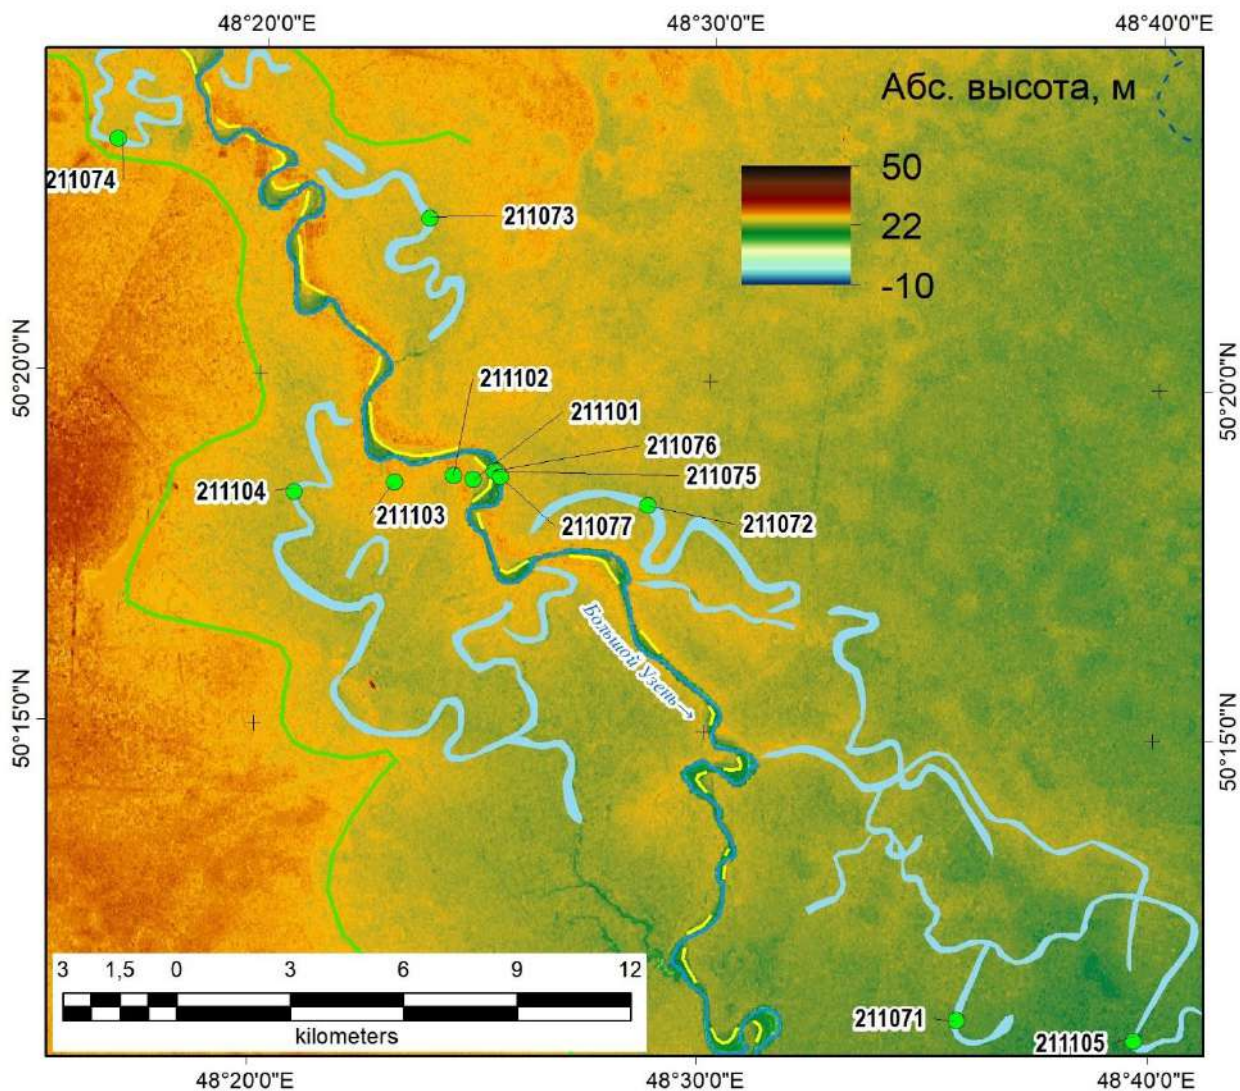 48°20'0"E
48°30'0"E
48°40'0"E
Абс. высота, м
50
22
-10
211074
211073
50°20'0"N
50°20'0"N
211102
211101
211076
211075
211104
211103
211077
211072
Большой Узень →
50°15'0"N
50°15'0"N
3 1,5 0 3 6 9 12
kilometers
211071
211105
48°20'0"E
48°30'0"E
48°40'0"E